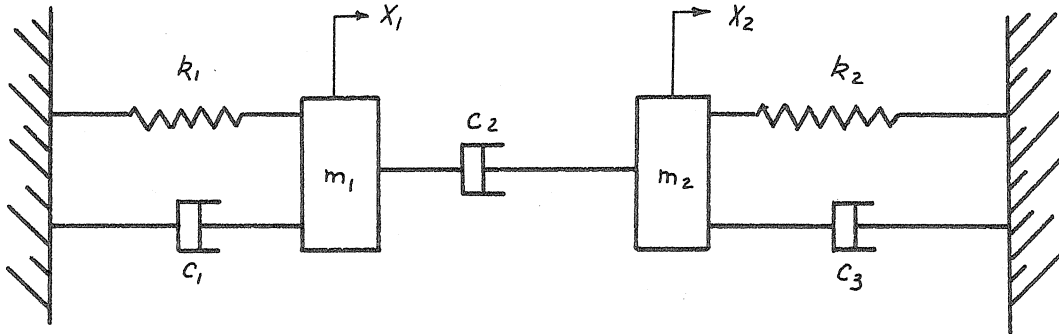 X₁
X₂
k₁
k₂
C₂
m₁
m₂
C₁
C₃